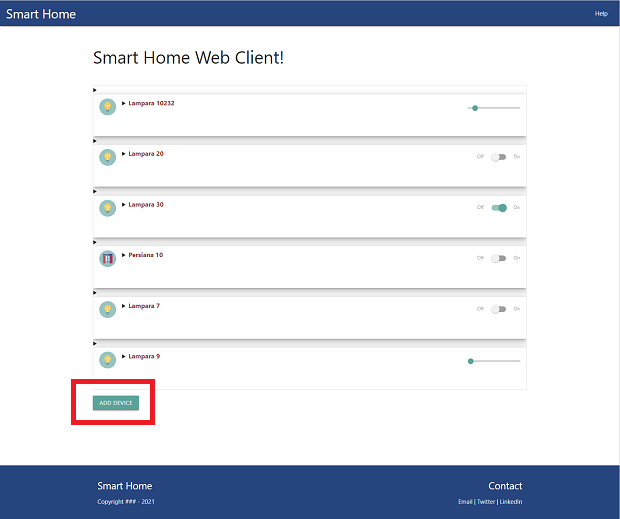 Smart Home
Help
Smart Home Web Client!
Lampara 10232
Lampara 20
Off On
Lampara 30
Off On
Persiana 10
Off On
Lampara 7
Off On
Lampara 9
ADD DEVICE
Smart Home
Contact
Copyright ### - 2021
Email | Twitter | LinkedIn